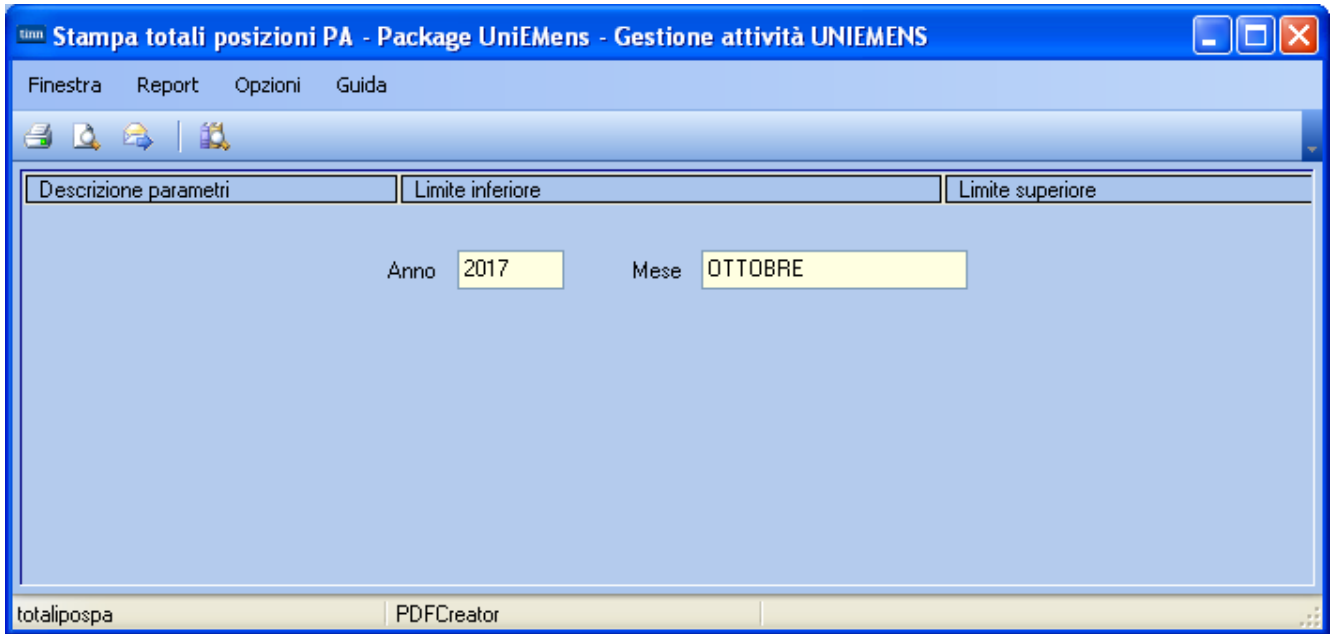 tinn Stampa totali posizioni PA - Package UniEMens - Gestione attività UNIEMENS
Finestra Report Opzioni Guida
Descrizione parametri Limite inferiore Limite superiore
Anno 2017 Mese OTTOBRE
totalipospa PDFCreator